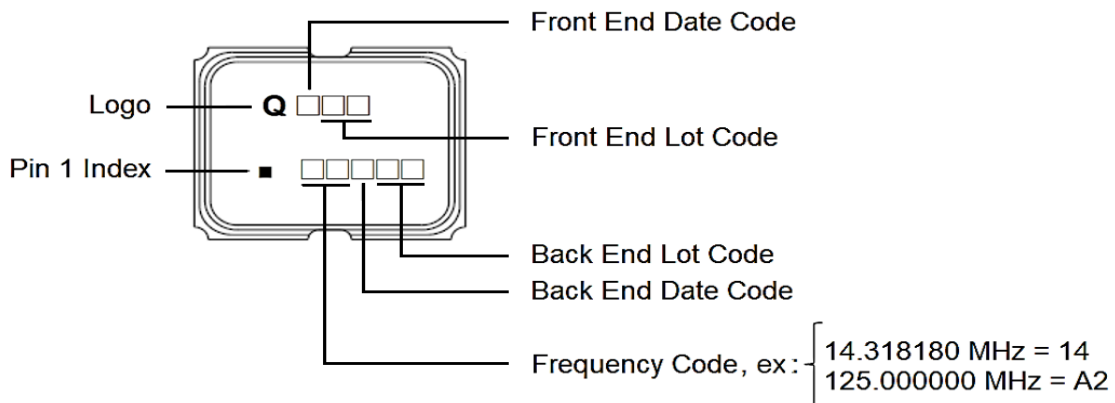 Front End Date Code
Logo
Q □□□
Front End Lot Code
Pin 1 Index
■ □□□□□
Back End Lot Code
Back End Date Code
Frequency Code, ex:
14.318180 MHz = 14
125.000000 MHz = A2